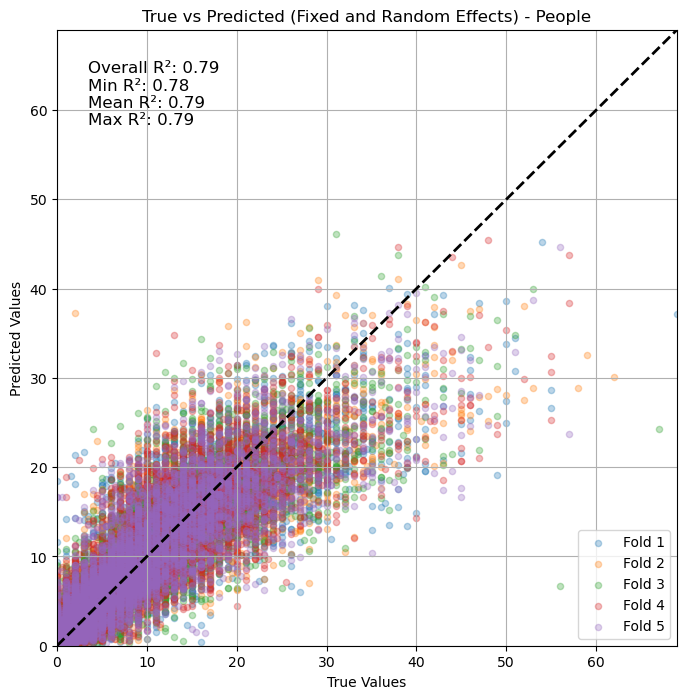 True vs Predicted (Fixed and Random Effects) - People
Overall R²: 0.79
Min R²: 0.78
Mean R²: 0.79
Max R²: 0.79
60
50
40
30
20
10
0
Predicted Values
0 10 20 30 40 50 60
True Values
Fold 1
Fold 2
Fold 3
Fold 4
Fold 5